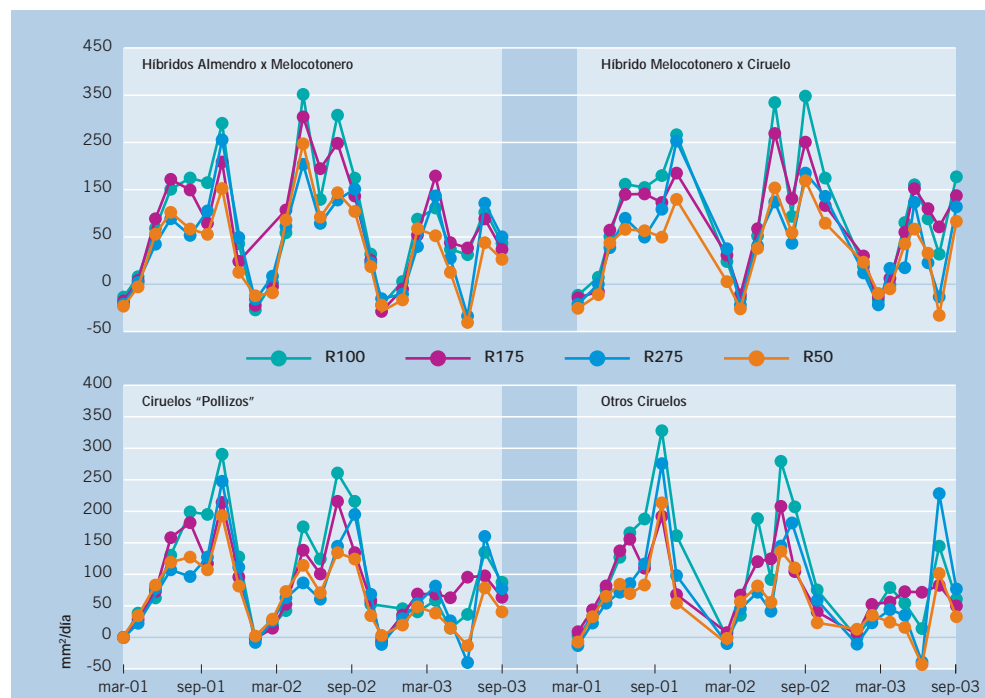 450
Híbridos Almendro x Melocotonero
Híbrido Melocotonero x Ciruelo
350
250
150
50
0
-50
R100 R175 R275 R50
400
Ciruelos "Pollizos"
Otros Ciruelos
350
300
250
200
150
100
50
0
-50
mm²/día
mar-01 sep-01 mar-02 sep-02 mar-03 sep-03 mar-01 sep-01 mar-02 sep-02 mar-03 sep-03